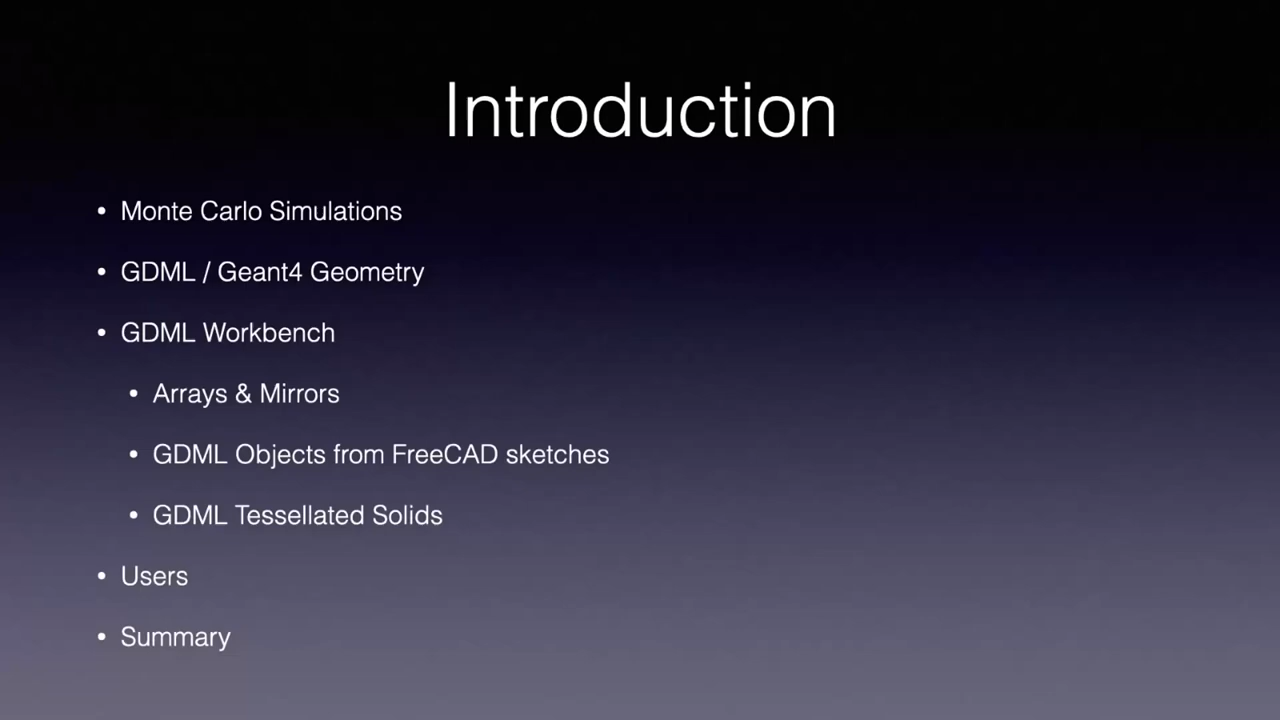 Introduction
• Monte Carlo Simulations
• GDML / Geant4 Geometry
• GDML Workbench
• Arrays & Mirrors
• GDML Objects from FreeCAD sketches
• GDML Tessellated Solids
• Users
• Summary